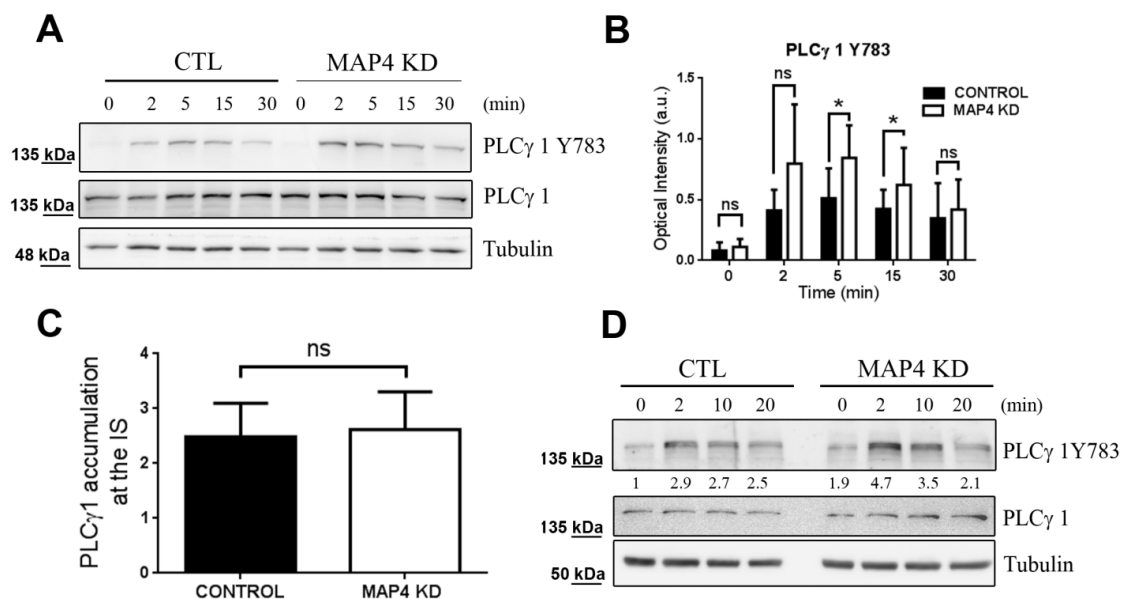 A
CTL MAP4 KD
0 2 5 15 30 0 2 5 15 30 (min)
135 kDa PLCγ 1 Y783
135 kDa PLCγ 1
48 kDa Tubulin
B
PLCγ 1 Y783
CONTROL
MAP4 KD
ns ns * * ns
Optical Intensity (a.u.)
1.5
1.0
0.5
0.0
0 2 5 15 30
Time (min)
C
PLCγ1 accumulation
at the IS
ns
4
3
2
1
0
CONTROL MAP4 KD
D
CTL MAP4 KD
0 2 10 20 0 2 10 20 (min)
135 kDa PLCγ 1Y783
1 2.9 2.7 2.5 1.9 4.7 3.5 2.1
135 kDa PLCγ 1
50 kDa Tubulin